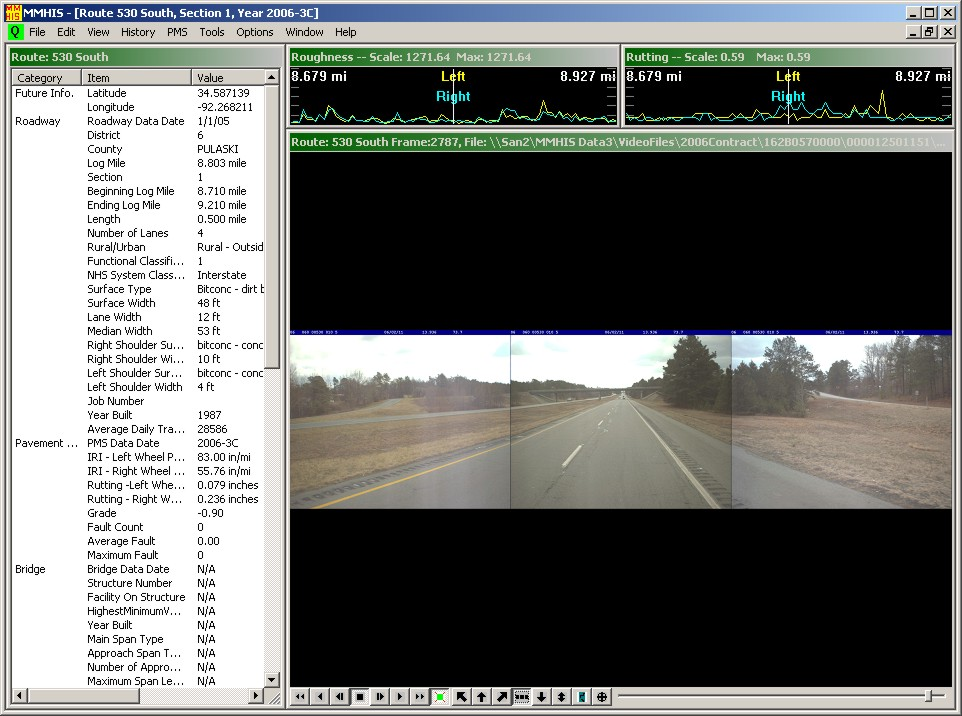 MMHIS - [Route 530 South, Section 1, Year 2006-3C]
File Edit View History PMS Tools Options Window Help
Route: 530 South
Category Item Value
Future Info. Latitude 34.587139
Longitude -92.268211
Roadway Roadway Data Date 1/1/05
District 6
County PULASKI
Log Mile 8.803 mile
Section 1
Beginning Log Mile 8.710 mile
Ending Log Mile 9.210 mile
Length 0.500 mile
Number of Lanes 4
Rural/Urban Rural - Outsid
Functional Classifi... 1
NHS System Class... Interstate
Surface Type Bitconc - dirt b
Surface Width 48 ft
Lane Width 12 ft
Median Width 53 ft
Right Shoulder Su... bitconc - conc
Right Shoulder Wi... 10 ft
Left Shoulder Sur... bitconc - conc
Left Shoulder Width 4 ft
Job Number
Year Built 1987
Average Daily Tra... 28586
Pavement ... PMS Data Date 2006-3C
IRI - Left Wheel P... 83.00 in/mi
IRI - Right Wheel ... 55.76 in/mi
Rutting -Left Whe... 0.079 inches
Rutting - Right W... 0.236 inches
Grade -0.90
Fault Count 0
Average Fault 0.00
Maximum Fault 0
Bridge Bridge Data Date N/A
Structure Number N/A
Facility On Structure N/A
HighestMinimumV... N/A
Year Built N/A
Main Span Type N/A
Approach Span T... N/A
Number of Appro... N/A
Maximum Span Le... N/A
Roughness -- Scale: 1271.64 Max: 1271.64
8.679 mi Left 8.927 mi
Right
Rutting -- Scale: 0.59 Max: 0.59
8.679 mi Left 8.927 mi
Right
Route: 530 South Frame:2787, File: \\San2\MMHIS Data3\VideoFiles\2006Contract\162B0570000\000012501151\...